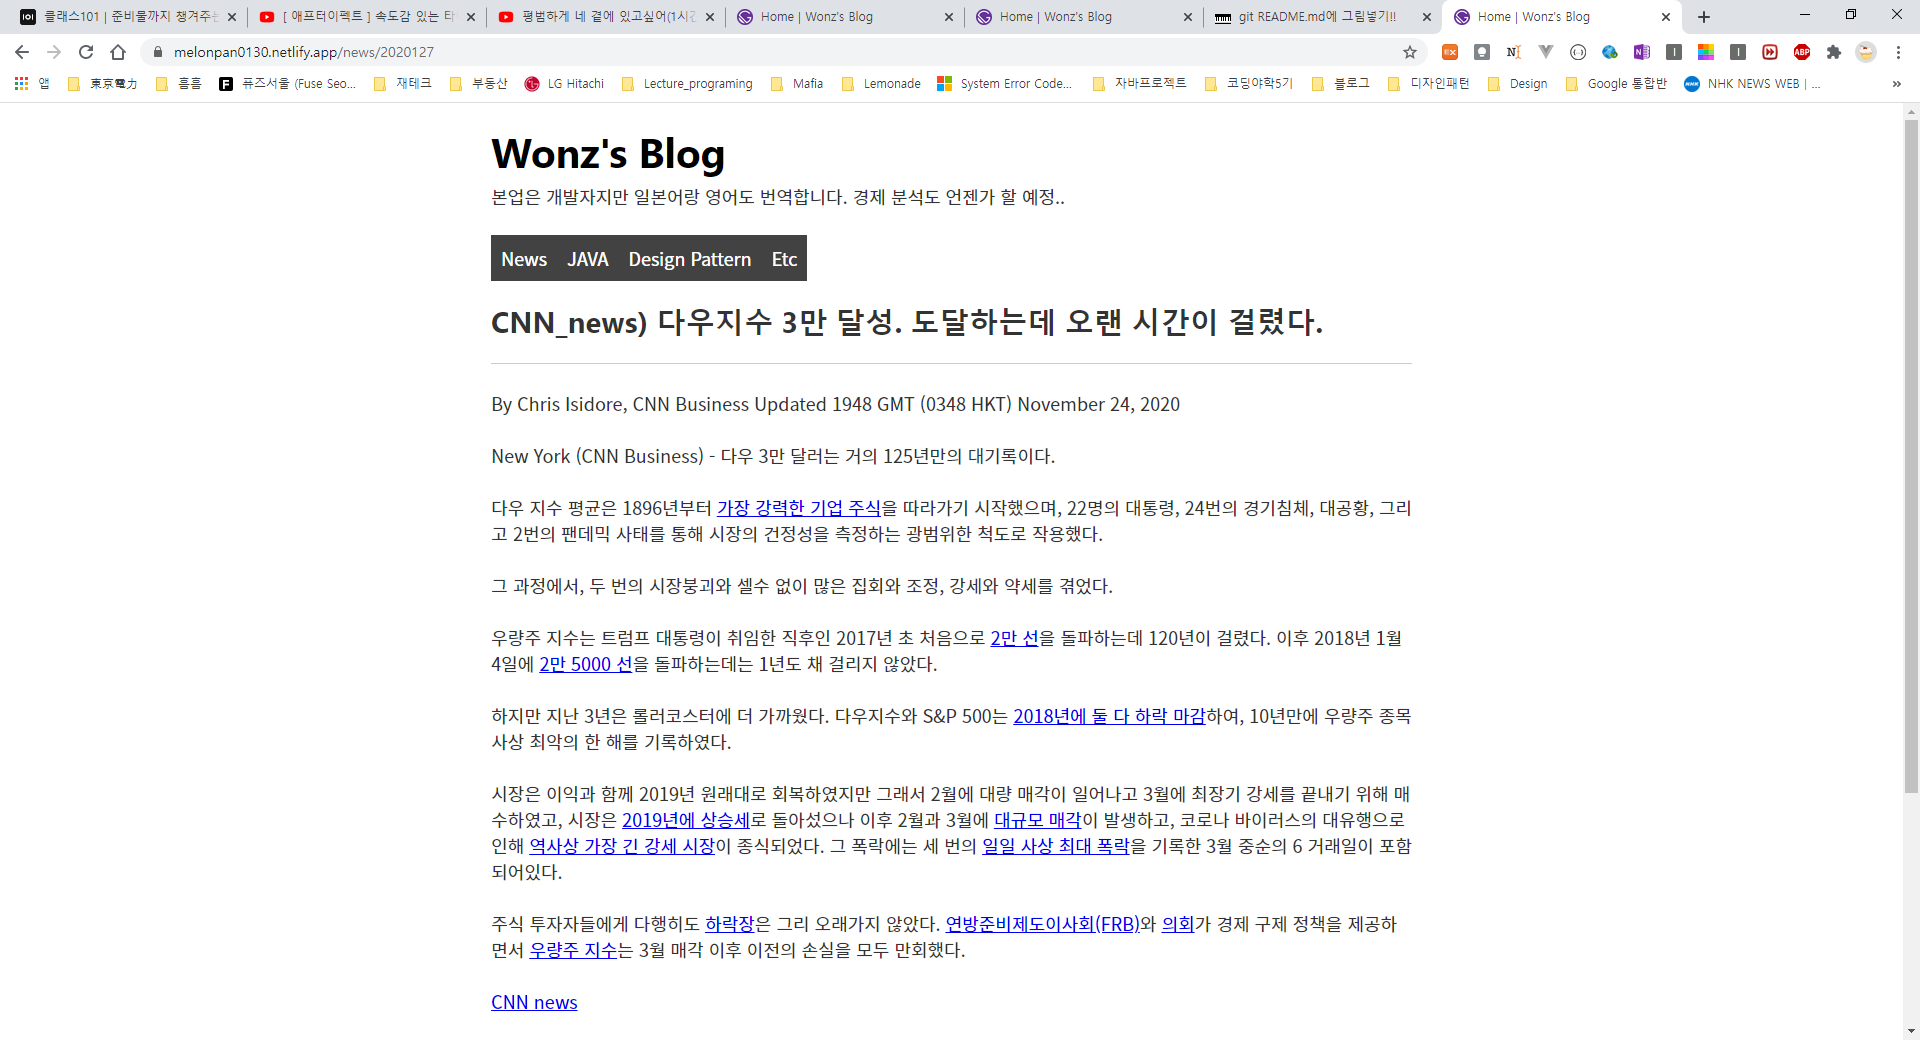 클래스101 | 준비물까지 챙겨주는
[ 애프터이펙트 ] 속도감 있는 타
평범하게 네 곁에 있고싶어(1시간
Home | Wonz's Blog
Home | Wonz's Blog
git README.md에 그림넣기!!
Home | Wonz's Blog
melonpan0130.netlify.app/news/2020127
앱 東京電力 흠흠 퓨즈서울 (Fuse Seo... 재테크 부동산 LG Hitachi Lecture_programing Mafia Lemonade System Error Code... 자바프로젝트 코딩야학5기 블로그 디자인패턴 Design Google 통합반 NHK NEWS WEB | ... »
Wonz's Blog
본업은 개발자지만 일본어랑 영어도 번역합니다. 경제 분석도 언젠가 할 예정..
News JAVA Design Pattern Etc
CNN_news) 다우지수 3만 달성. 도달하는데 오랜 시간이 걸렸다.
By Chris Isidore, CNN Business Updated 1948 GMT (0348 HKT) November 24, 2020
New York (CNN Business) - 다우 3만 달러는 거의 125년만의 대기록이다.
다우 지수 평균은 1896년부터 가장 강력한 기업 주식을 따라가기 시작했으며, 22명의 대통령, 24번의 경기침체, 대공황, 그리
고 2번의 팬데믹 사태를 통해 시장의 건정성을 측정하는 광범위한 척도로 작용했다.
그 과정에서, 두 번의 시장붕괴와 셀수 없이 많은 집회와 조정, 강세와 약세를 겪었다.
우량주 지수는 트럼프 대통령이 취임한 직후인 2017년 초 처음으로 2만 선을 돌파하는데 120년이 걸렸다. 이후 2018년 1월
4일에 2만 5000 선을 돌파하는데는 1년도 채 걸리지 않았다.
하지만 지난 3년은 롤러코스터에 더 가까웠다. 다우지수와 S&P 500는 2018년에 둘 다 하락 마감하여, 10년만에 우량주 종목
사상 최악의 한 해를 기록하였다.
시장은 이익과 함께 2019년 원래대로 회복하였지만 그래서 2월에 대량 매각이 일어나고 3월에 최장기 강세를 끝내기 위해 매
수하였고, 시장은 2019년에 상승세로 돌아섰으나 이후 2월과 3월에 대규모 매각이 발생하고, 코로나 바이러스의 대유행으로
인해 역사상 가장 긴 강세 시장이 종식되었다. 그 폭락에는 세 번의 일일 사상 최대 폭락을 기록한 3월 중순의 6 거래일이 포함
되어있다.
주식 투자자들에게 다행히도 하락장은 그리 오래가지 않았다. 연방준비제도이사회(FRB)와 의회가 경제 구제 정책을 제공하
면서 우량주 지수는 3월 매각 이후 이전의 손실을 모두 만회했다.
CNN news